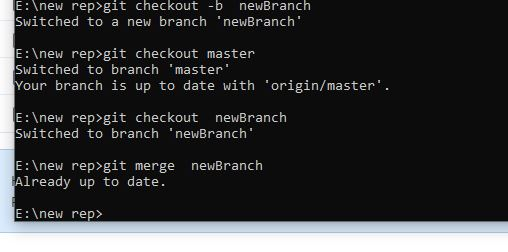 E:\new rep>git checkout -b  newBranch
Switched to a new branch 'newBranch'
E:\new rep>git checkout master
Switched to branch 'master'
Your branch is up to date with 'origin/master'.
E:\new rep>git checkout  newBranch
Switched to branch 'newBranch'
E:\new rep>git merge  newBranch
Already up to date.
E:\new rep>